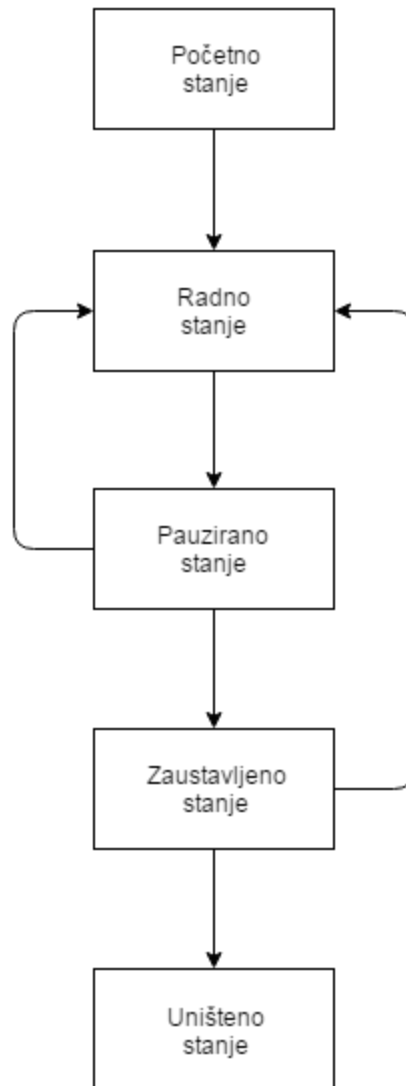 Početno
stanje
Radno
stanje
Pauzirano
stanje
Zaustavljeno
stanje
Uništeno
stanje